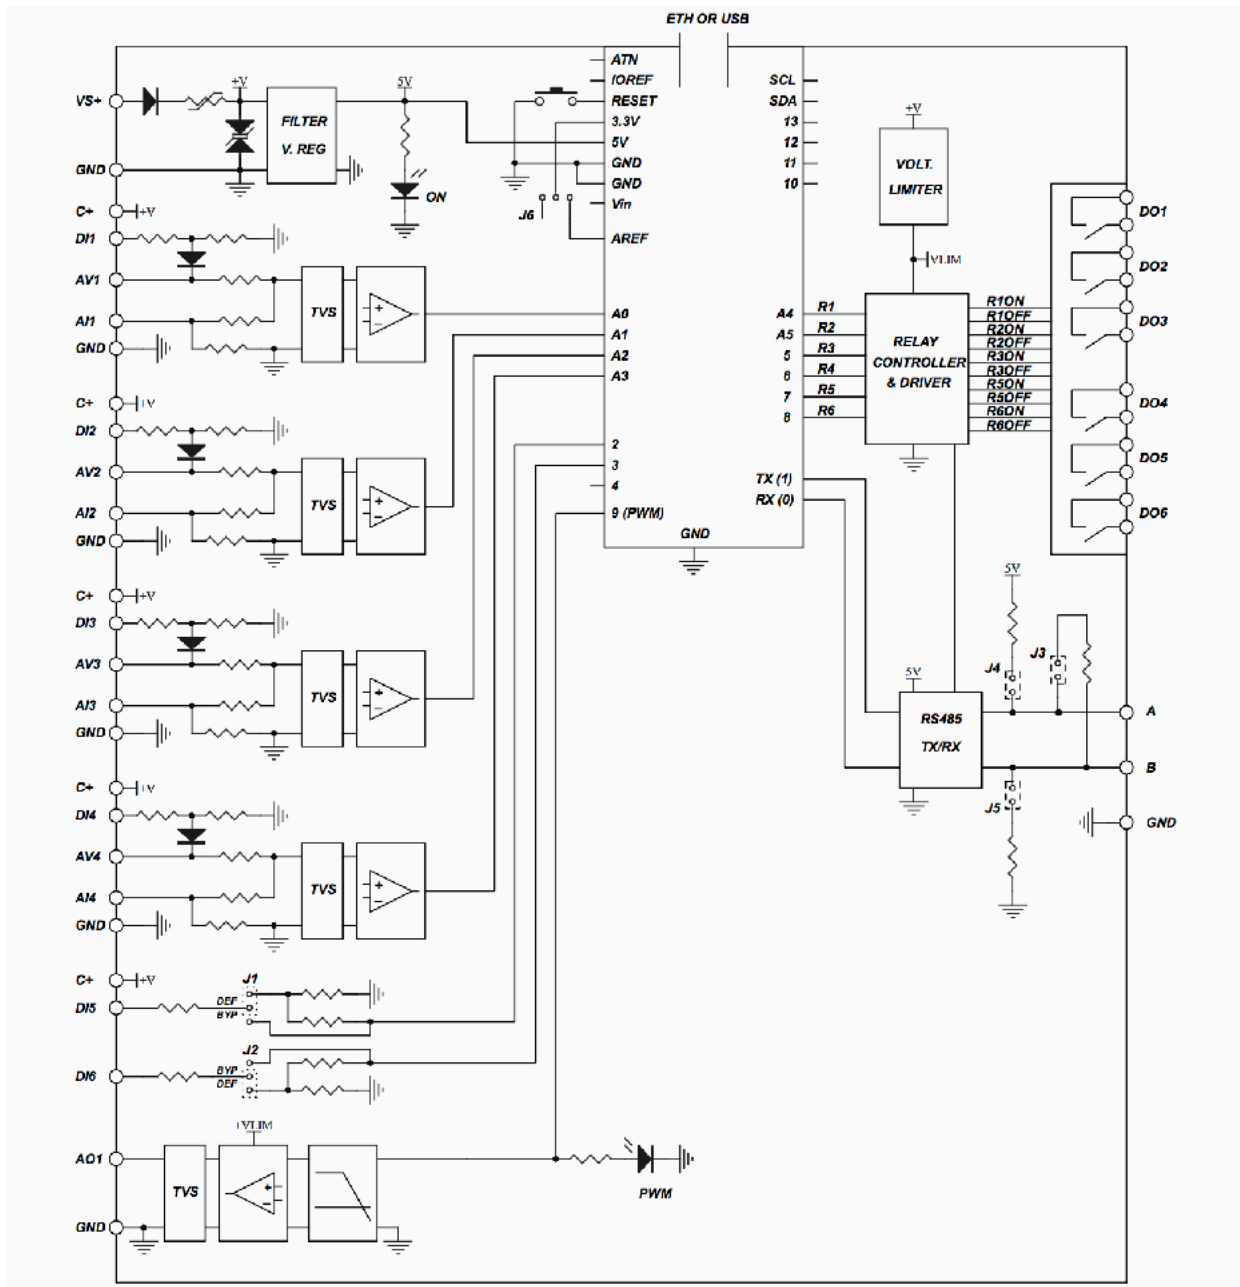 ETH OR USB
ATN
IOREF
RESET
3.3V
5V
GND
GND
Vin
AREF
A0
A1
A2
A3
2
3
4
9 (PWM)
GND
SCL
SDA
13
12
11
10
A4
A5
5
6
7
8
TX (1)
RX (0)
VS+
+V
FILTER
V. REG
5V
ON
GND
J6
C+
+V
DI1
AV1
AI1
GND
TVS
+
−
C+
+V
DI2
AV2
AI2
GND
TVS
+
−
C+
+V
DI3
AV3
AI3
GND
TVS
+
−
C+
+V
DI4
AV4
AI4
GND
TVS
+
−
C+
+V
DI5
J1
DEF
BYP
DI6
J2
BYP
DEF
+VLIM
AO1
TVS
+
−
GND
PWM
+V
VOLT.
LIMITER
VLIM
R1
R2
R3
R4
R5
R6
RELAY
CONTROLLER
& DRIVER
R1ON
R1OFF
R2ON
R2OFF
R3ON
R3OFF
R5ON
R5OFF
R6ON
R6OFF
DO1
DO2
DO3
DO4
DO5
DO6
5V
J4
J3
5V
RS485
TX/RX
A
B
J5
GND